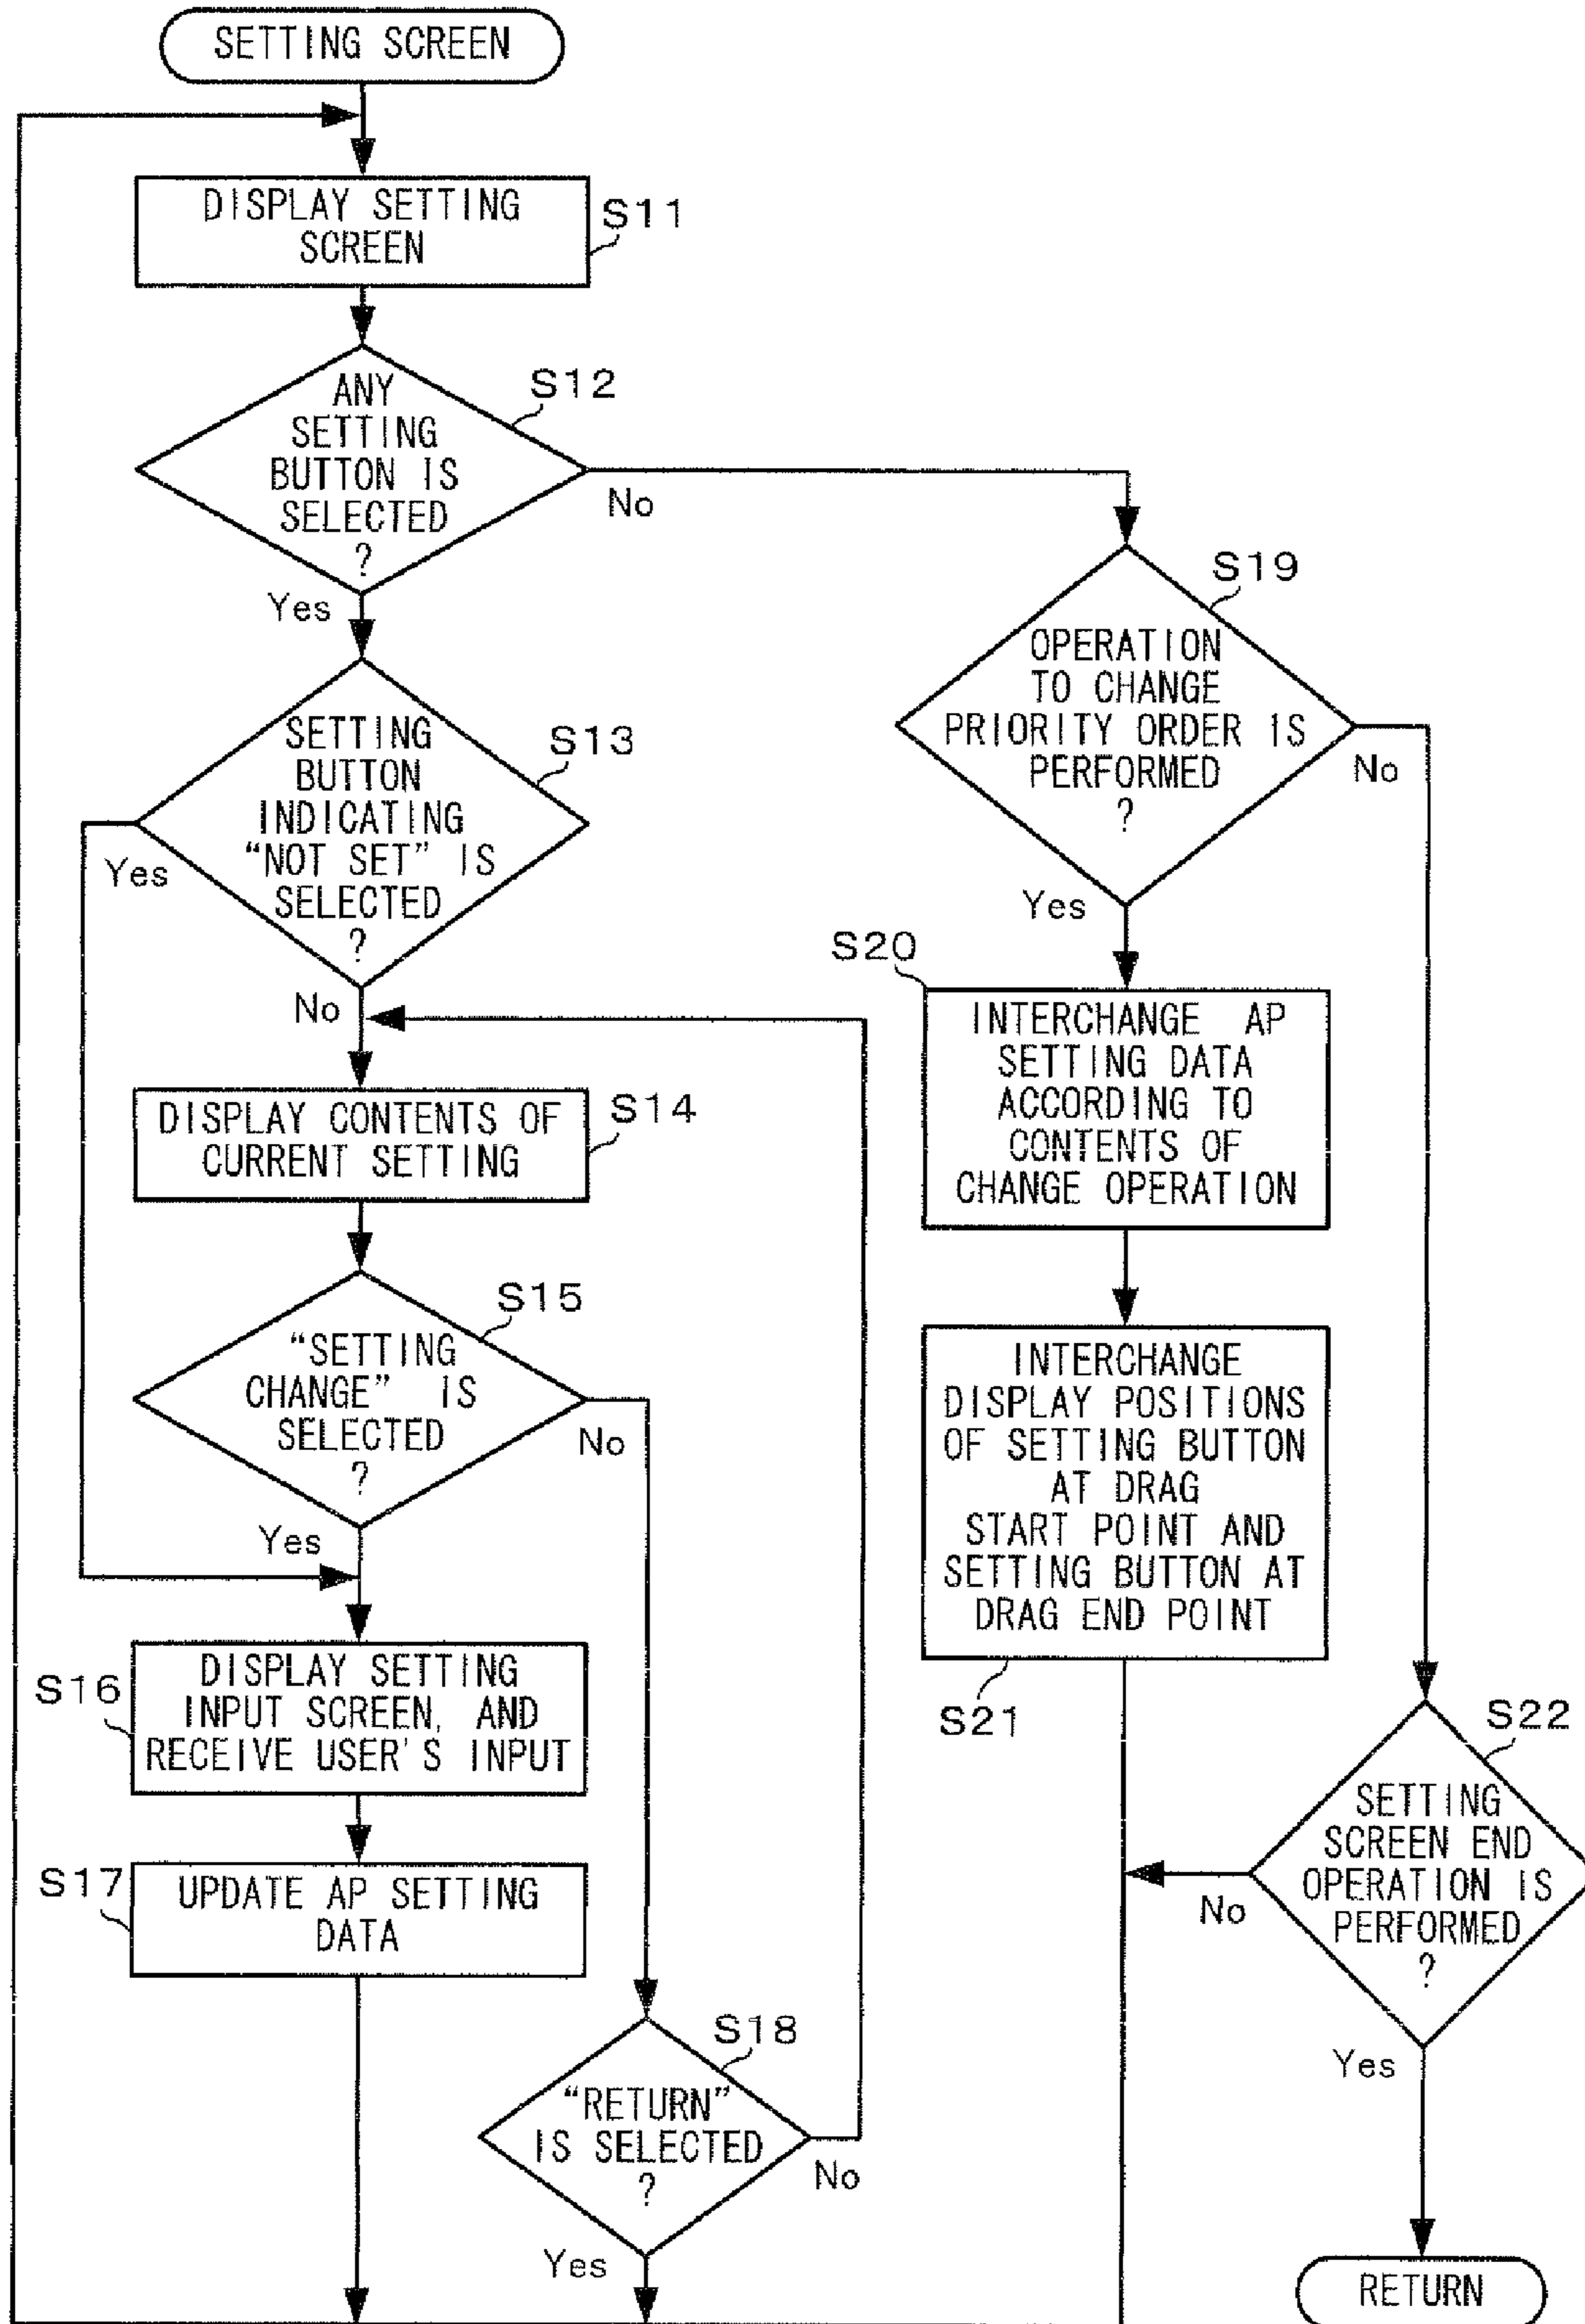 SETTING SCREEN
DISPLAY SETTING
SCREEN
S11
ANY
SETTING
BUTTON IS
SELECTED
?
S12
No
Yes
SETTING
BUTTON
INDICATING
“NOT SET” IS
SELECTED
?
S13
Yes
No
DISPLAY CONTENTS OF
CURRENT SETTING
S14
“SETTING
CHANGE” IS
SELECTED
?
S15
No
Yes
S16
DISPLAY SETTING
INPUT SCREEN, AND
RECEIVE USER'S INPUT
S17
UPDATE AP SETTING
DATA
S18
“RETURN”
IS SELECTED
?
No
Yes
S19
OPERATION
TO CHANGE
PRIORITY ORDER IS
PERFORMED
?
No
Yes
S20
INTERCHANGE AP
SETTING DATA
ACCORDING TO
CONTENTS OF
CHANGE OPERATION
INTERCHANGE
DISPLAY POSITIONS
OF SETTING BUTTON
AT DRAG
START POINT AND
SETTING BUTTON AT
DRAG END POINT
S21
S22
SETTING
SCREEN END
OPERATION IS
PERFORMED
?
No
Yes
RETURN